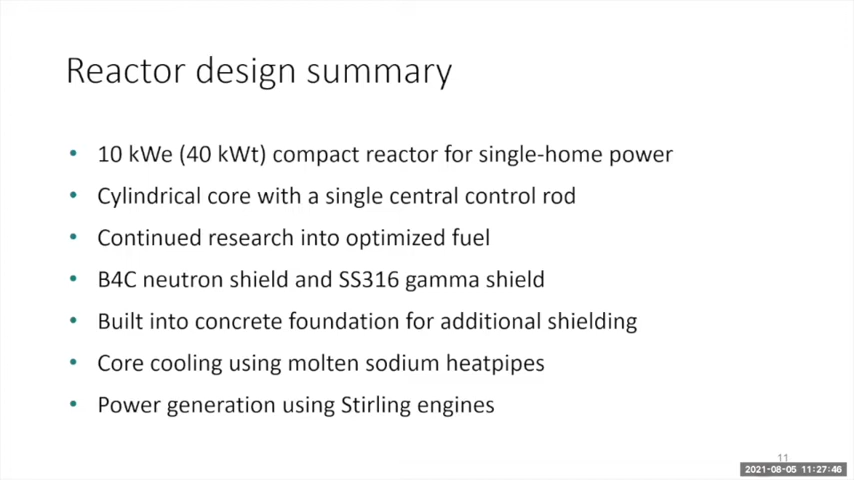 Reactor design summary
• 10 kWe (40 kWt) compact reactor for single-home power
• Cylindrical core with a single central control rod
• Continued research into optimized fuel
• B4C neutron shield and SS316 gamma shield
• Built into concrete foundation for additional shielding
• Core cooling using molten sodium heatpipes
• Power generation using Stirling engines
11
2021-08-05 11:27:46